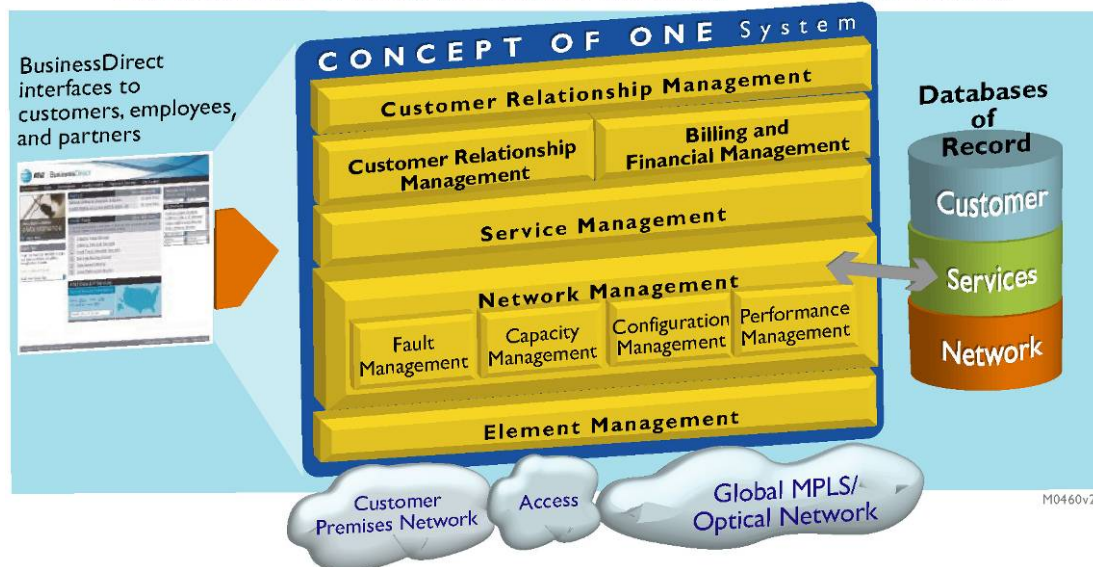 CONCEPT OF ONE System
BusinessDirect
interfaces to
customers, employees,
and partners
at&t BusinessDirect
Customer Relationship Management
Customer Relationship
Management
Billing and
Financial Management
Service Management
Network Management
Fault
Management
Capacity
Management
Configuration
Management
Performance
Management
Element Management
Databases
of
Record
Customer
Services
Network
Customer
Premises Network
Access
Global MPLS/
Optical Network